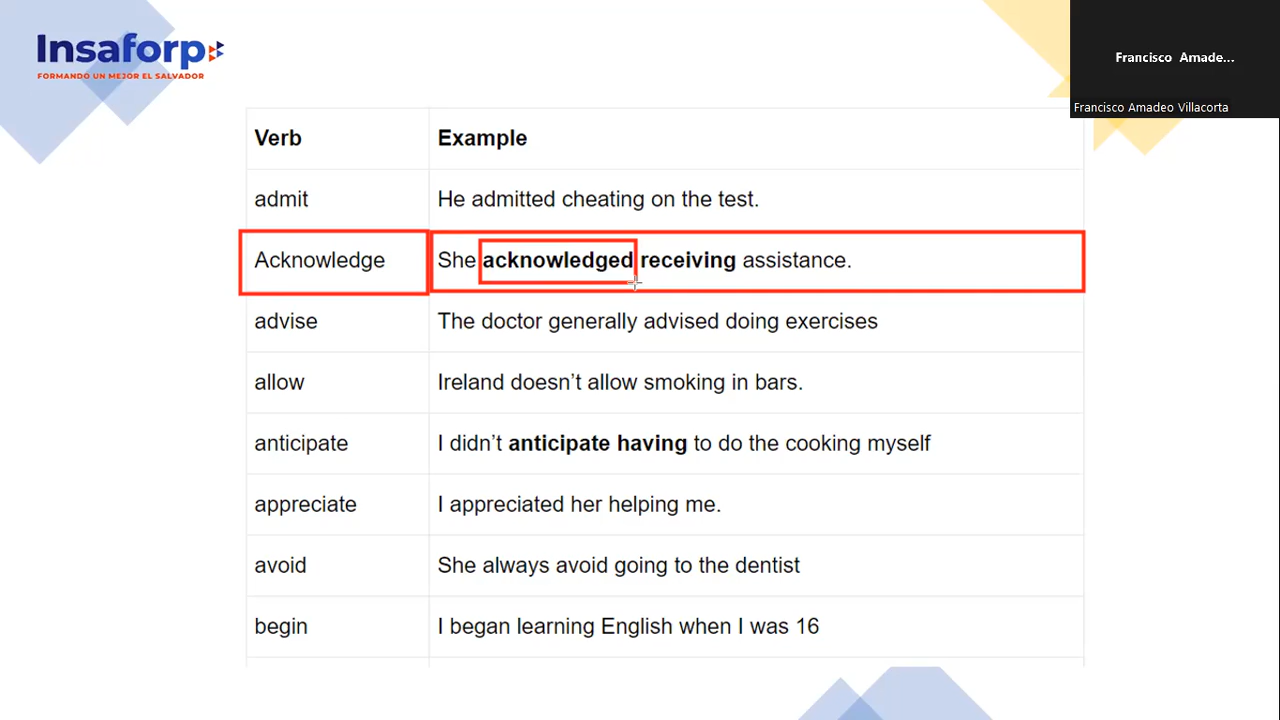 Insaforp
FORMANDO UN MEJOR EL SALVADOR
Francisco Amade...
Francisco Amadeo Villacorta
Verb Example
admit He admitted cheating on the test.
Acknowledge She acknowledged receiving assistance.
advise The doctor generally advised doing exercises
allow Ireland doesn’t allow smoking in bars.
anticipate I didn’t anticipate having to do the cooking myself
appreciate I appreciated her helping me.
avoid She always avoid going to the dentist
begin I began learning English when I was 16